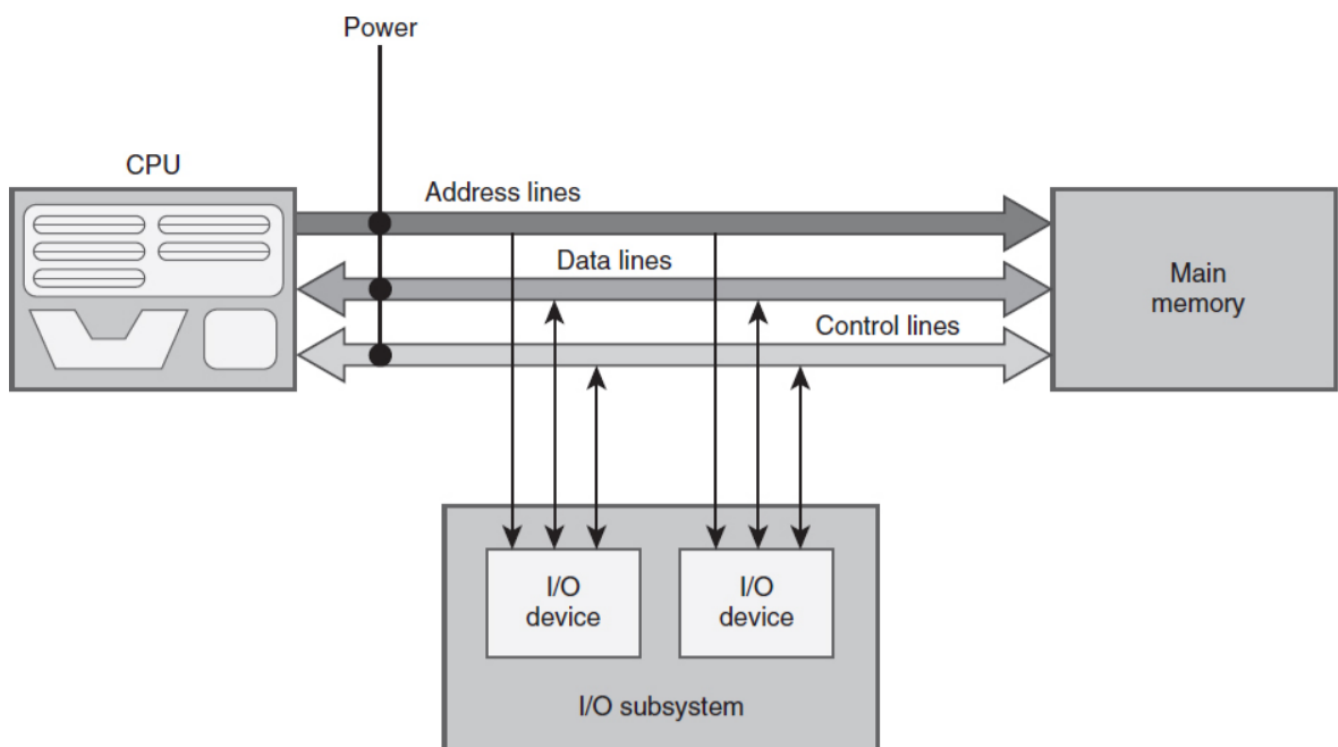 Power
CPU
Address lines
Data lines
Control lines
Main
memory
I/O
device
I/O
device
I/O subsystem